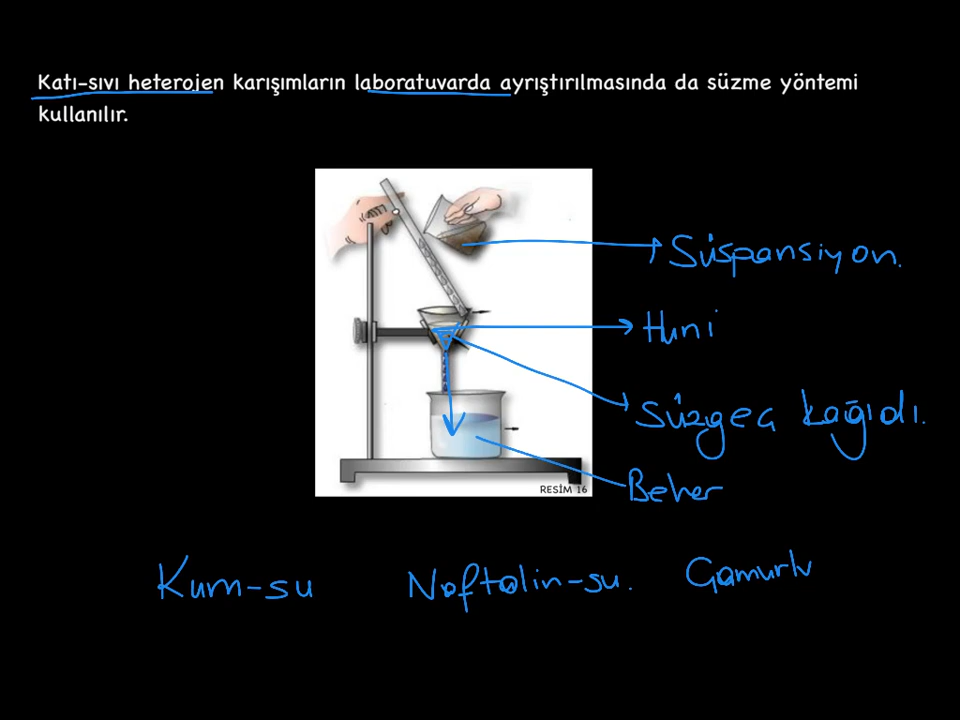 Katı-sıvı heterojen karışımların laboratuvarda ayrıştırılmasında da süzme yöntemi
kullanılır.
Süspansiyon.
Huni
Süzgeç kağıdı.
Beher
RESİM 16
Kum-su Naftalin-su. Çamurlu